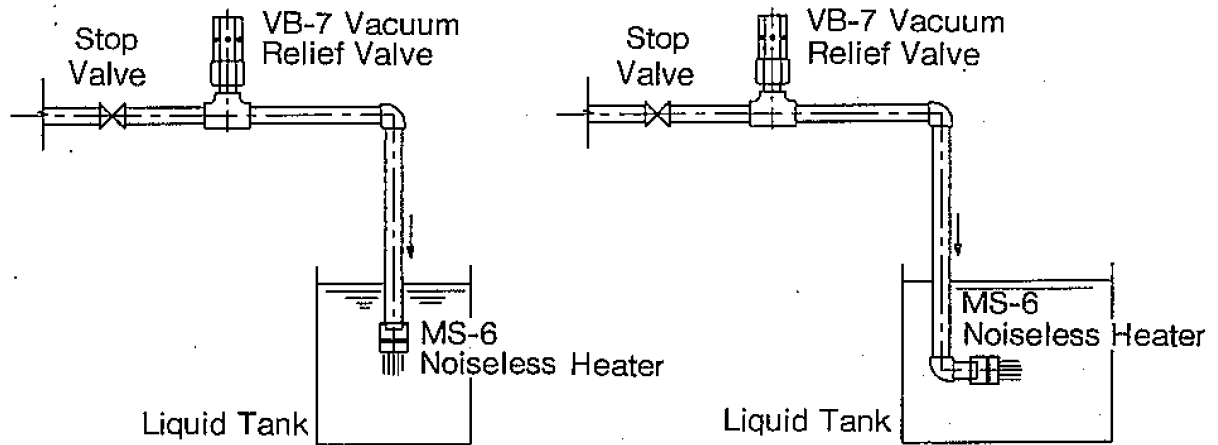 Stop
Valve
VB-7 Vacuum
Relief Valve
MS-6
Noiseless Heater
Liquid Tank
Stop
Valve
VB-7 Vacuum
Relief Valve
MS-6
Noiseless Heater
Liquid Tank